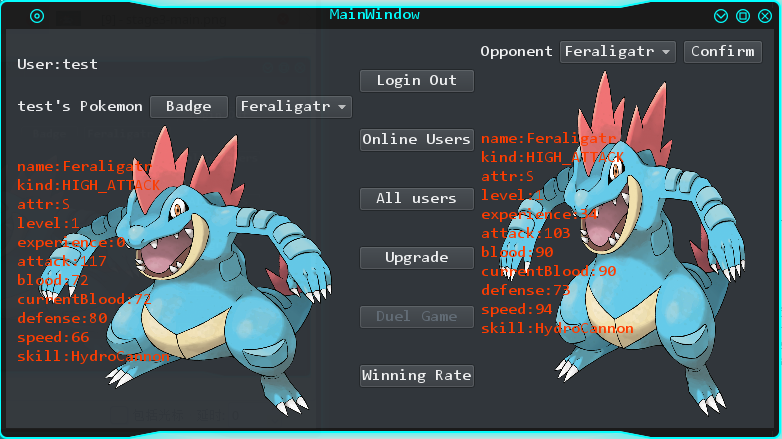 MainWindow
User:test
test's Pokemon Badge Feraligatr
name:Feraligatr
kind:HIGH_ATTACK
attr:S
level:1
experience:0
attack:117
blood:72
currentBlood:72
defense:80
speed:66
skill:HydroCannon
Login Out
Online Users
All users
Upgrade
Duel Game
Winning Rate
Opponent Feraligatr Confirm
name:Feraligatr
kind:HIGH_ATTACK
attr:S
level:
experience:34
attack:103
blood:90
currentBlood:90
defense:73
speed:94
skill:HydroCannon